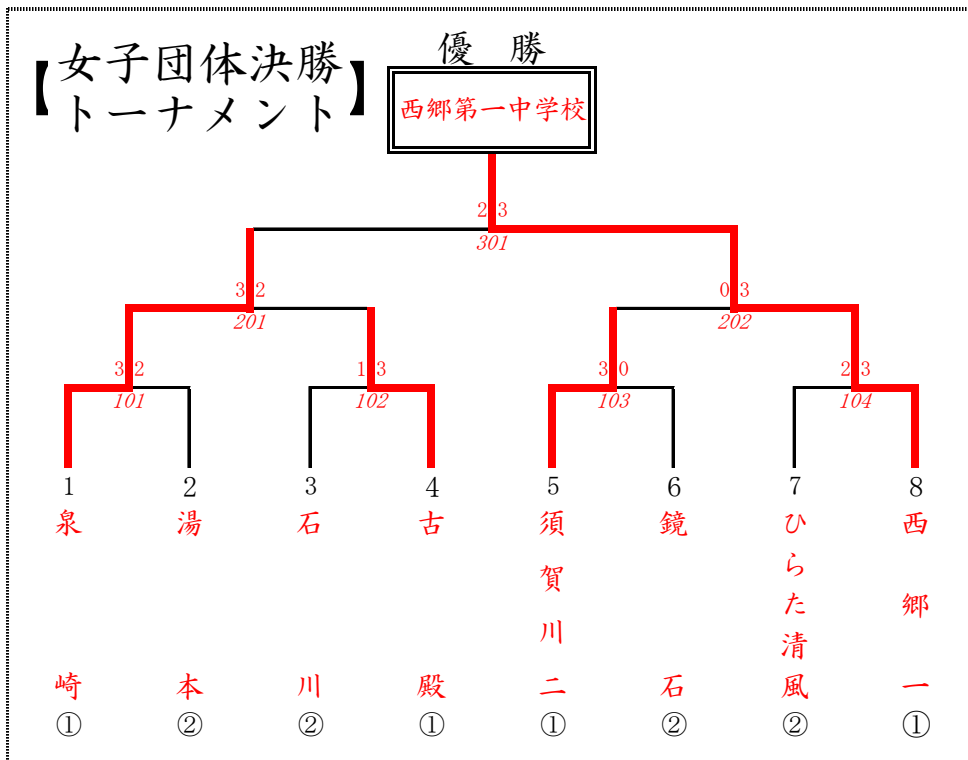 【女子団体決勝
トーナメント】
優　勝
西郷第一中学校
2 3
301
3 2
201
0 3
202
3 2
101
1 3
102
3 0
103
2 3
104
1
2
3
4
5
6
7
8
泉崎
湯本
石川
古殿
須賀川二
鏡石
ひらた清風
西郷一
①
②
②
①
①
②
②
①